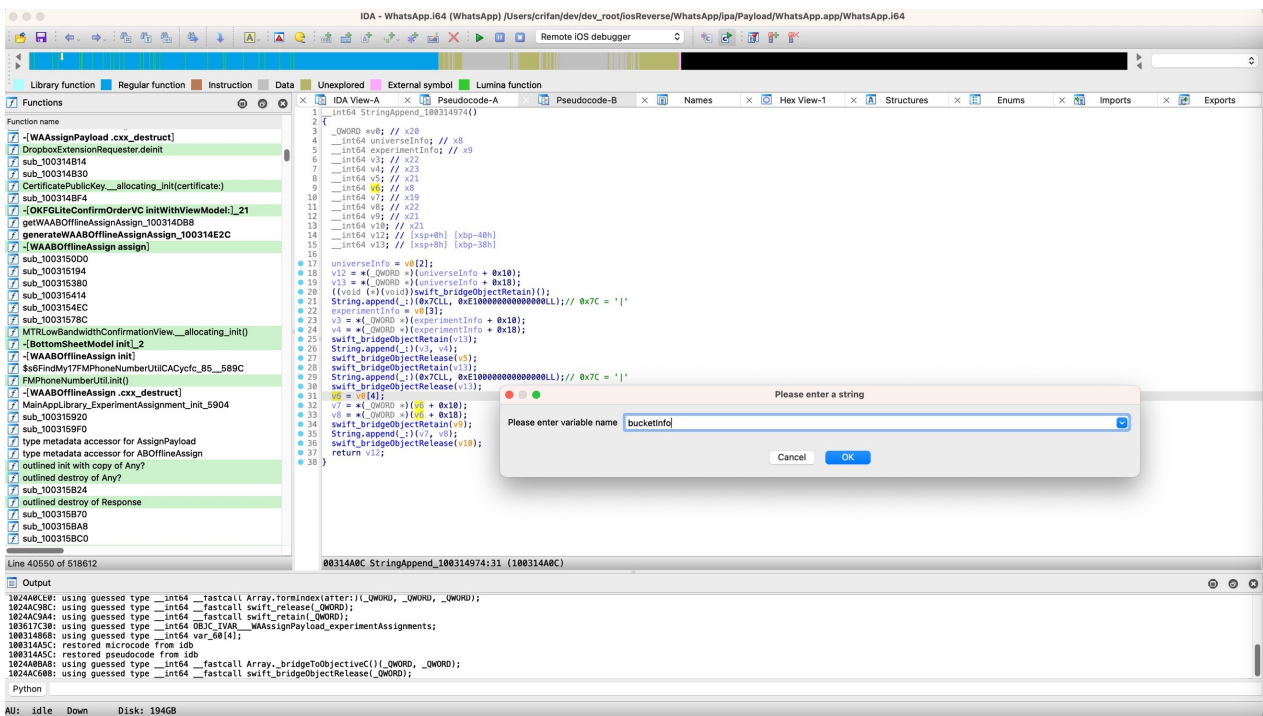 IDA - WhatsApp.i64 (WhatsApp) /Users/crifan/dev/dev_root/iosReverse/WhatsApp/ipa/Payload/WhatsApp.app/WhatsApp.i64
Remote iOS debugger
Library function Regular function Instruction Data Unexplored External symbol Lumina function
Functions
IDA View-A Pseudocode-A Pseudocode-B Names Hex View-1 Structures Enums Imports Exports
Function name
-[WAAssignPayload .cxx_destruct]
DropboxExtensionRequester.deinit
sub_100314B14
sub_100314B30
CertificatePublicKey.__allocating_init(certificate:)
sub_100314BF4
-[OKFGLiteConfirmOrderVC initWithViewModel:]_21
getWAABOfflineAssignAssign_100314DB8
generateWAABOfflineAssignAssign_100314E2C
-[WAABOfflineAssign assign]
sub_1003150D0
sub_100315194
sub_100315380
sub_100315414
sub_1003154EC
sub_10031578C
MTRLowBandwidthConfirmationView.__allocating_init()
-[BottomSheetModel init]_2
-[WAABOfflineAssign init]
$s6FindMy17FMPhoneNumberUtilCACycfc_85__589C
FMPhoneNumberUtil.init()
-[WAABOfflineAssign .cxx_destruct]
MainAppLibrary_ExperimentAssignment_init_5904
sub_100315920
sub_1003159F0
type metadata accessor for AssignPayload
type metadata accessor for ABOfflineAssign
outlined init with copy of Any?
outlined destroy of Any?
sub_100315B24
outlined destroy of Response
sub_100315B70
sub_100315BA8
sub_100315BC0
Line 40550 of 518612
1 __int64 StringAppend_100314974()
2 {
3 _QWORD *v0; // x20
4 __int64 universeInfo; // x8
5 __int64 experimentInfo; // x9
6 __int64 v3; // x22
7 __int64 v4; // x23
8 __int64 v5; // x21
9 __int64 v6; // x8
10 __int64 v7; // x19
11 __int64 v8; // x22
12 __int64 v9; // x21
13 __int64 v10; // x21
14 __int64 v12; // [xsp+0h] [xbp-40h]
15 __int64 v13; // [xsp+8h] [xbp-38h]
16
17 universeInfo = v0[2];
18 v12 = *(_QWORD *)(universeInfo + 0x10);
19 v13 = *(_QWORD *)(universeInfo + 0x18);
20 ((void (*)(void))swift_bridgeObjectRetain)();
21 String.append(_:)(0x7CLL, 0xE100000000000000LL);// 0x7C = '|'
22 experimentInfo = v0[3];
23 v3 = *(_QWORD *)(experimentInfo + 0x10);
24 v4 = *(_QWORD *)(experimentInfo + 0x18);
25 swift_bridgeObjectRetain(v13);
26 String.append(_:)(v3, v4);
27 swift_bridgeObjectRelease(v5);
28 swift_bridgeObjectRetain(v13);
29 String.append(_:)(0x7CLL, 0xE100000000000000LL);// 0x7C = '|'
30 swift_bridgeObjectRelease(v13);
31 v6 = v0[4];
32 v7 = *(_QWORD *)(v6 + 0x10);
33 v8 = *(_QWORD *)(v6 + 0x18);
34 swift_bridgeObjectRetain(v9);
35 String.append(_:)(v7, v8);
36 swift_bridgeObjectRelease(v10);
37 return v12;
38 }
Please enter a string
Please enter variable name bucketInfo
Cancel OK
00314A0C StringAppend_100314974:31 (100314A0C)
Output
1024A0CE0: using guessed type __int64 __fastcall Array.formIndex(after:)(_QWORD, _QWORD, _QWORD);
1024AC98C: using guessed type __int64 __fastcall swift_release(_QWORD);
1024AC9A4: using guessed type __int64 __fastcall swift_retain(_QWORD);
103617C30: using guessed type __int64 OBJC_IVAR___WAAssignPayload_experimentAssignments;
100314868: using guessed type __int64 var_60[4];
100314A5C: restored microcode from idb
100314A5C: restored pseudocode from idb
1024A0BA8: using guessed type __int64 __fastcall Array._bridgeToObjectiveC()(_QWORD, _QWORD);
1024AC608: using guessed type __int64 __fastcall swift_bridgeObjectRelease(_QWORD);
Python
AU: idle Down Disk: 194GB